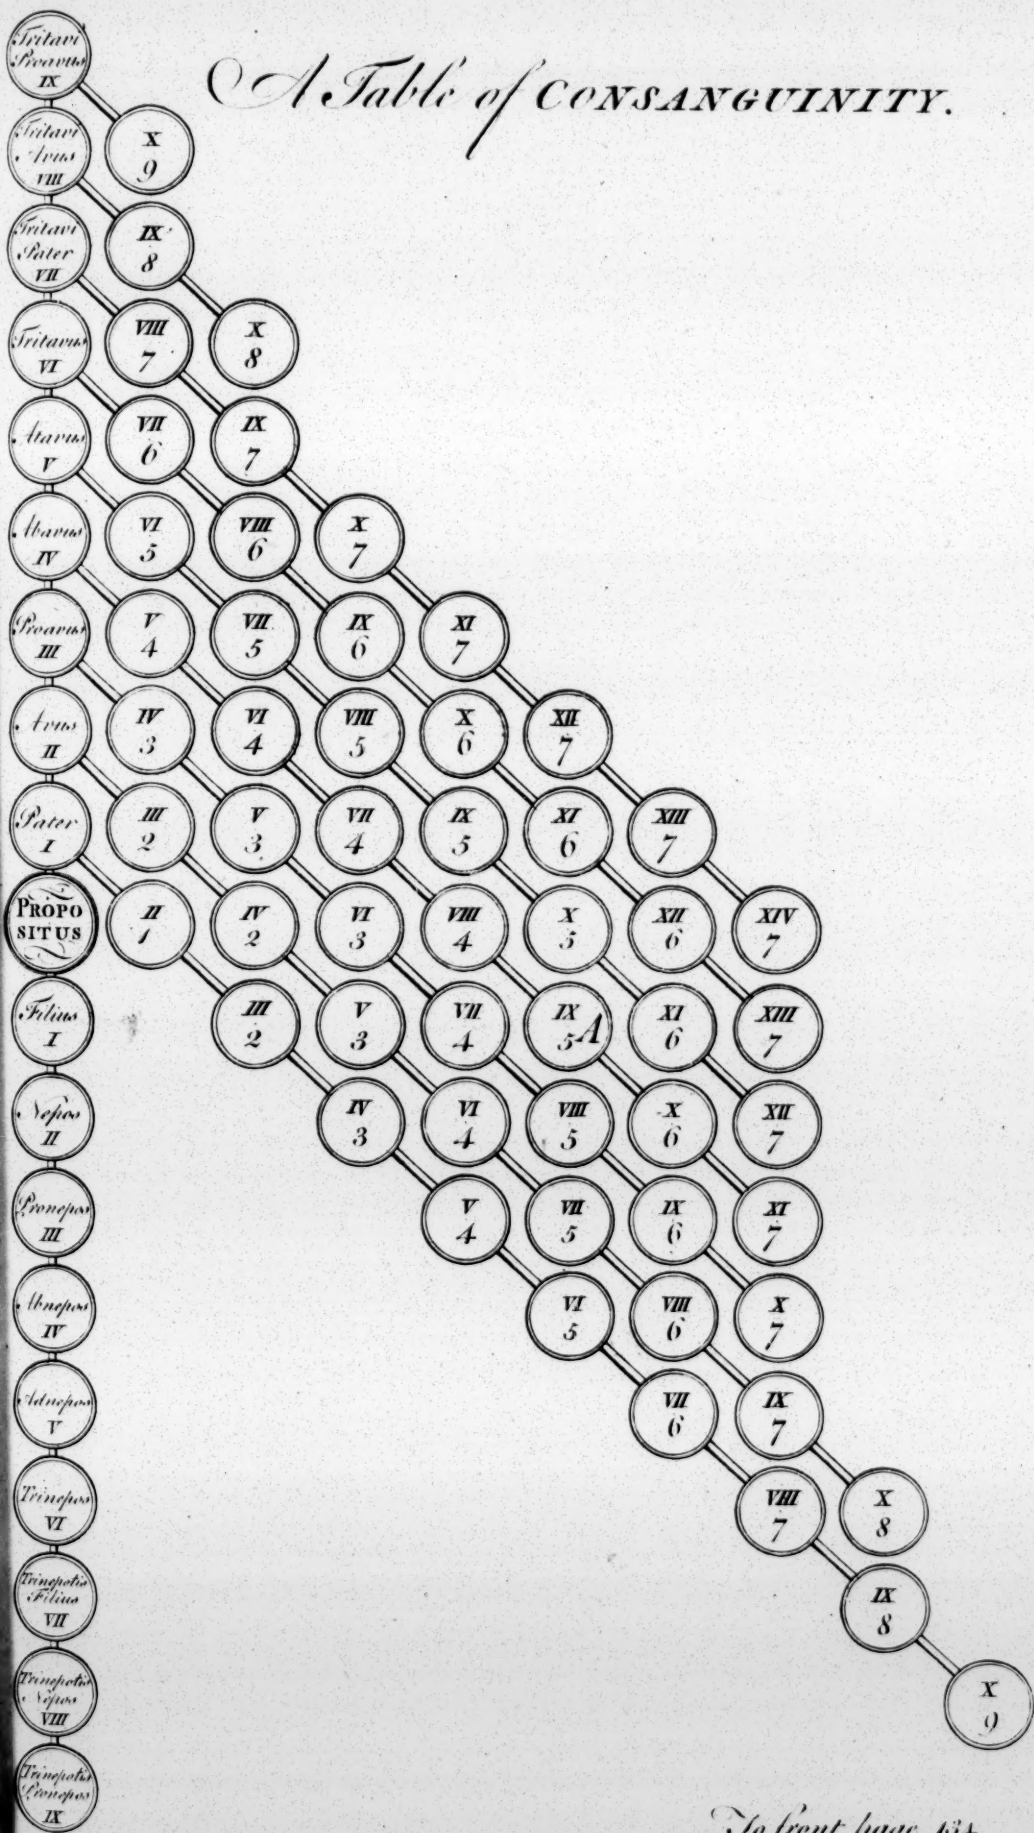 A Table of CONSANGUINITY.
Tritavi
Proavus
IX
Tritavi
Avus
VIII
X
9
Tritavi
Pater
VII
IX
8
Tritavus
VI
VIII
7
X
8
Atavus
V
VII
6
IX
7
Abavus
IV
VI
5
VIII
6
X
7
Proavus
III
V
4
VII
5
IX
6
XI
7
Avus
II
IV
3
VI
4
VIII
5
X
6
XII
7
Pater
I
III
2
V
3
VII
4
IX
5
XI
6
XIII
7
PROPO
SITUS
II
1
IV
2
VI
3
VIII
4
X
5
XII
6
XIV
7
Filius
I
III
2
V
3
VII
4
IX
5 A
XI
6
XIII
7
Nepos
II
IV
3
VI
4
VIII
5
X
6
XII
7
Pronepos
III
V
4
VII
5
IX
6
XI
7
Abnepos
IV
VI
5
VIII
6
X
7
Adnepos
V
VII
6
IX
7
Trinepos
VI
VIII
7
X
8
Trinepotis
Filius
VII
IX
8
Trinepotis
Nepos
VIII
X
9
Trinepotis
Pronepos
IX
To front page